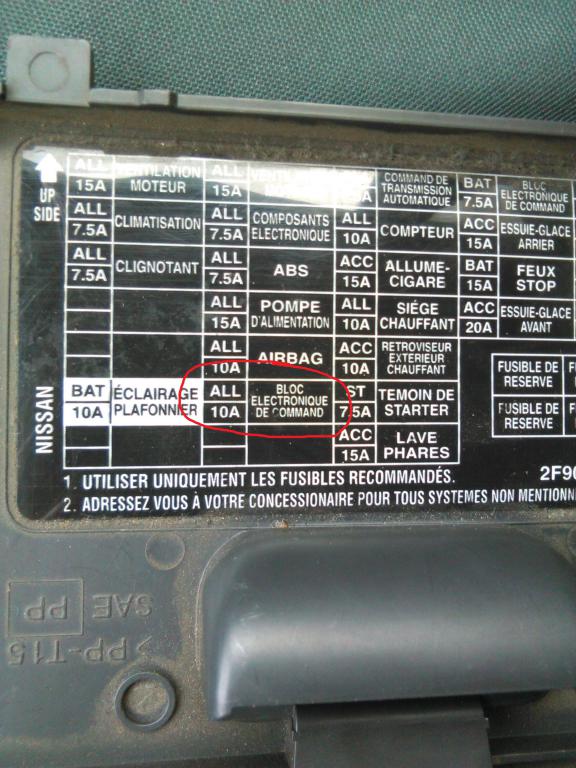 UP
SIDE
NISSAN
ALL
15A
VENTILATION
MOTEUR
ALL
7.5A
CLIMATISATION
ALL
7.5A
CLIGNOTANT
BAT
10A
ÉCLAIRAGE
PLAFONNIER
ALL
15A
ALL
7.5A
COMPOSANTS
ELECTRONIQUE
ALL
7.5A
ABS
ALL
15A
POMPE
D'ALIMENTATION
ALL
10A
AIRBAG
ALL
10A
BLOC
ELECTRONIQUE
DE COMMAND
COMMAND DE
TRANSMISSION
AUTOMATIQUE
ALL
10A
COMPTEUR
ACC
15A
ALLUME-
CIGARE
ALL
10A
SIÉGE
CHAUFFANT
ACC
10A
RETROVISEUR
EXTERIEUR
CHAUFFANT
ST
7.5A
TEMOIN DE
STARTER
ACC
15A
LAVE
PHARES
BAT
7.5A
BLOC
ELECTRONIQUE
DE COMMAND
ACC
15A
ESSUIE-GLACE
ARRIER
BAT
15A
FEUX
STOP
ACC
20A
ESSUIE-GLACE
AVANT
FUSIBLE DE
RESERVE
FUSIBLE DE
RESERVE
1. UTILISER UNIQUEMENT LES FUSIBLES RECOMMANDÉS.
2F90
2. ADRESSEZ VOUS À VOTRE CONCESSIONAIRE POUR TOUS SYSTEMES NON MENTIONN
SAE PP
>PP-T15